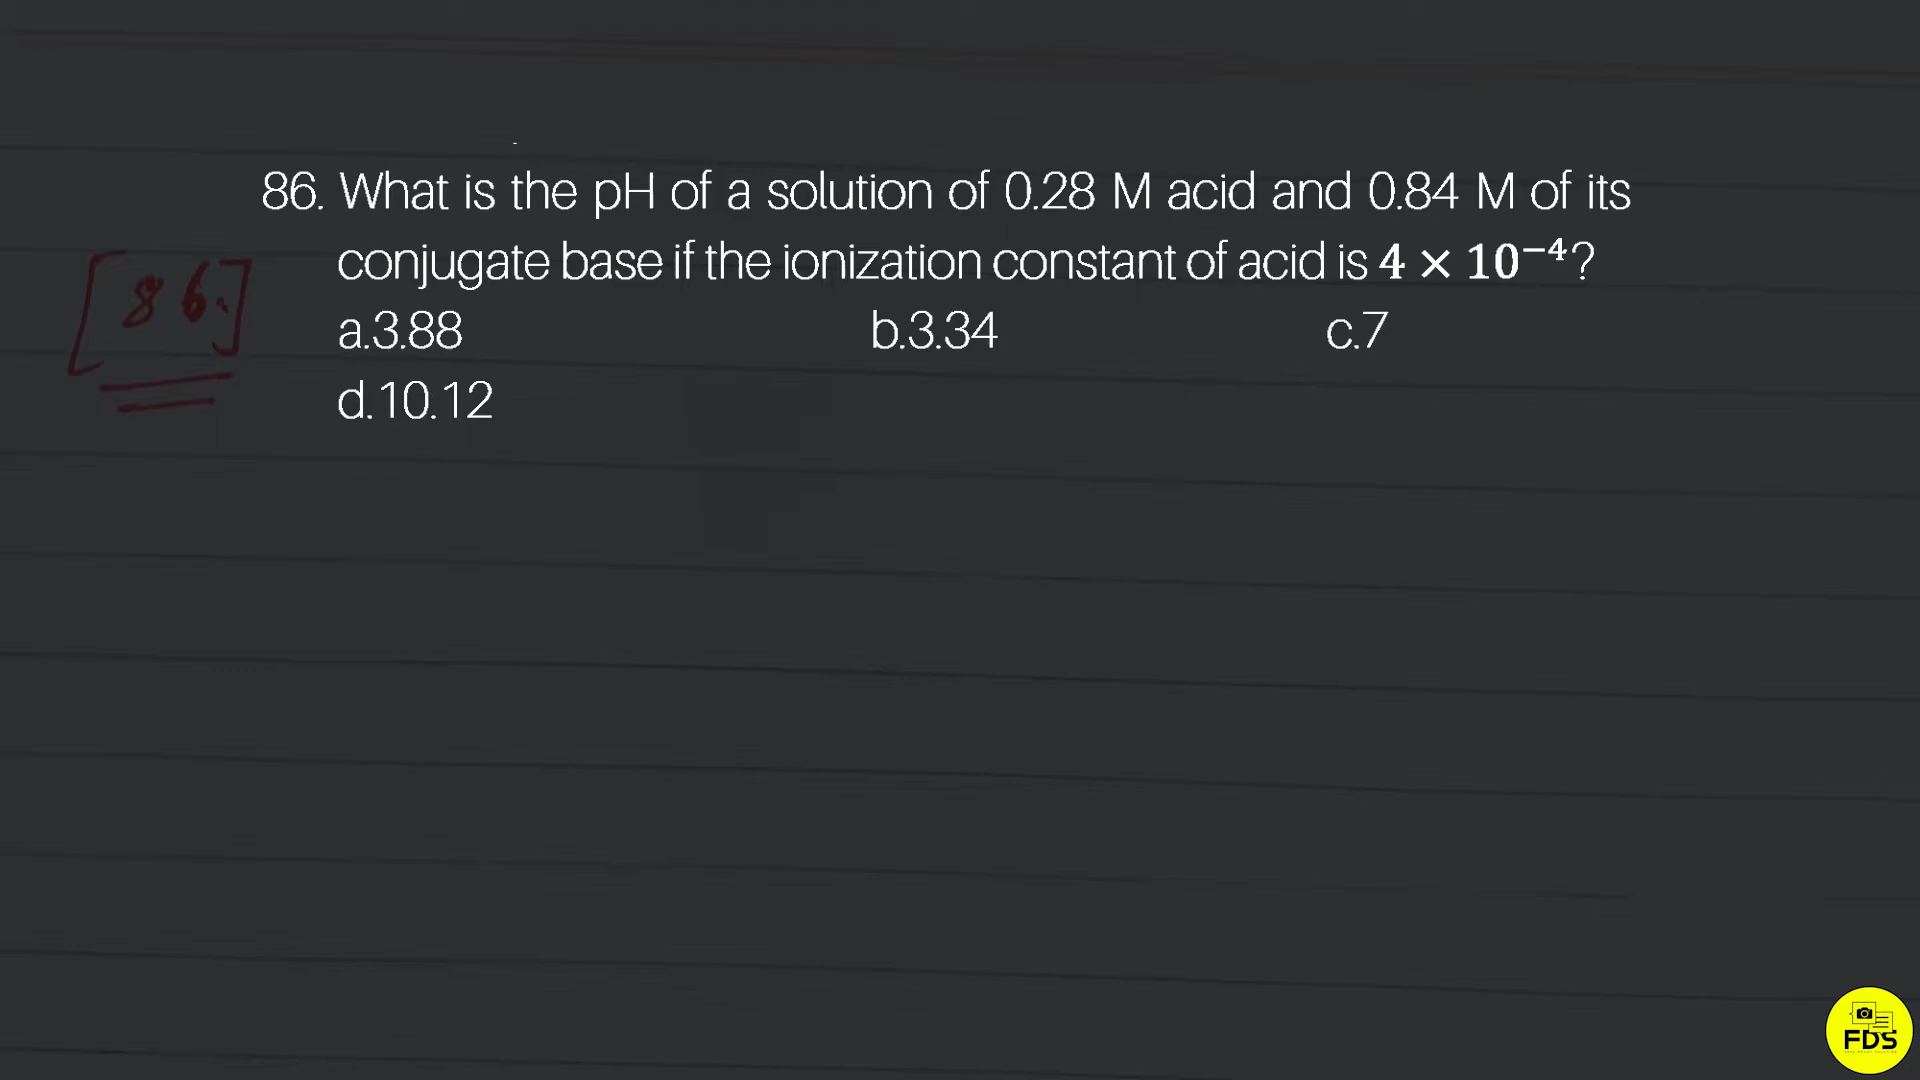 86. What is the pH of a solution of 0.28 M acid and 0.84 M of its
conjugate base if the ionization constant of acid is 4 × 10⁻⁴?
[86.]
a.3.88 b.3.34 c.7
d.10.12
FDS